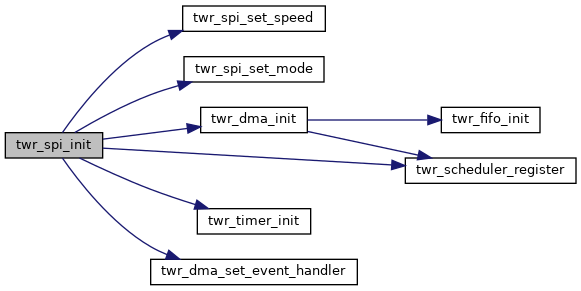 twr_spi_set_speed
twr_spi_set_mode
twr_dma_init
twr_fifo_init
twr_spi_init
twr_scheduler_register
twr_timer_init
twr_dma_set_event_handler